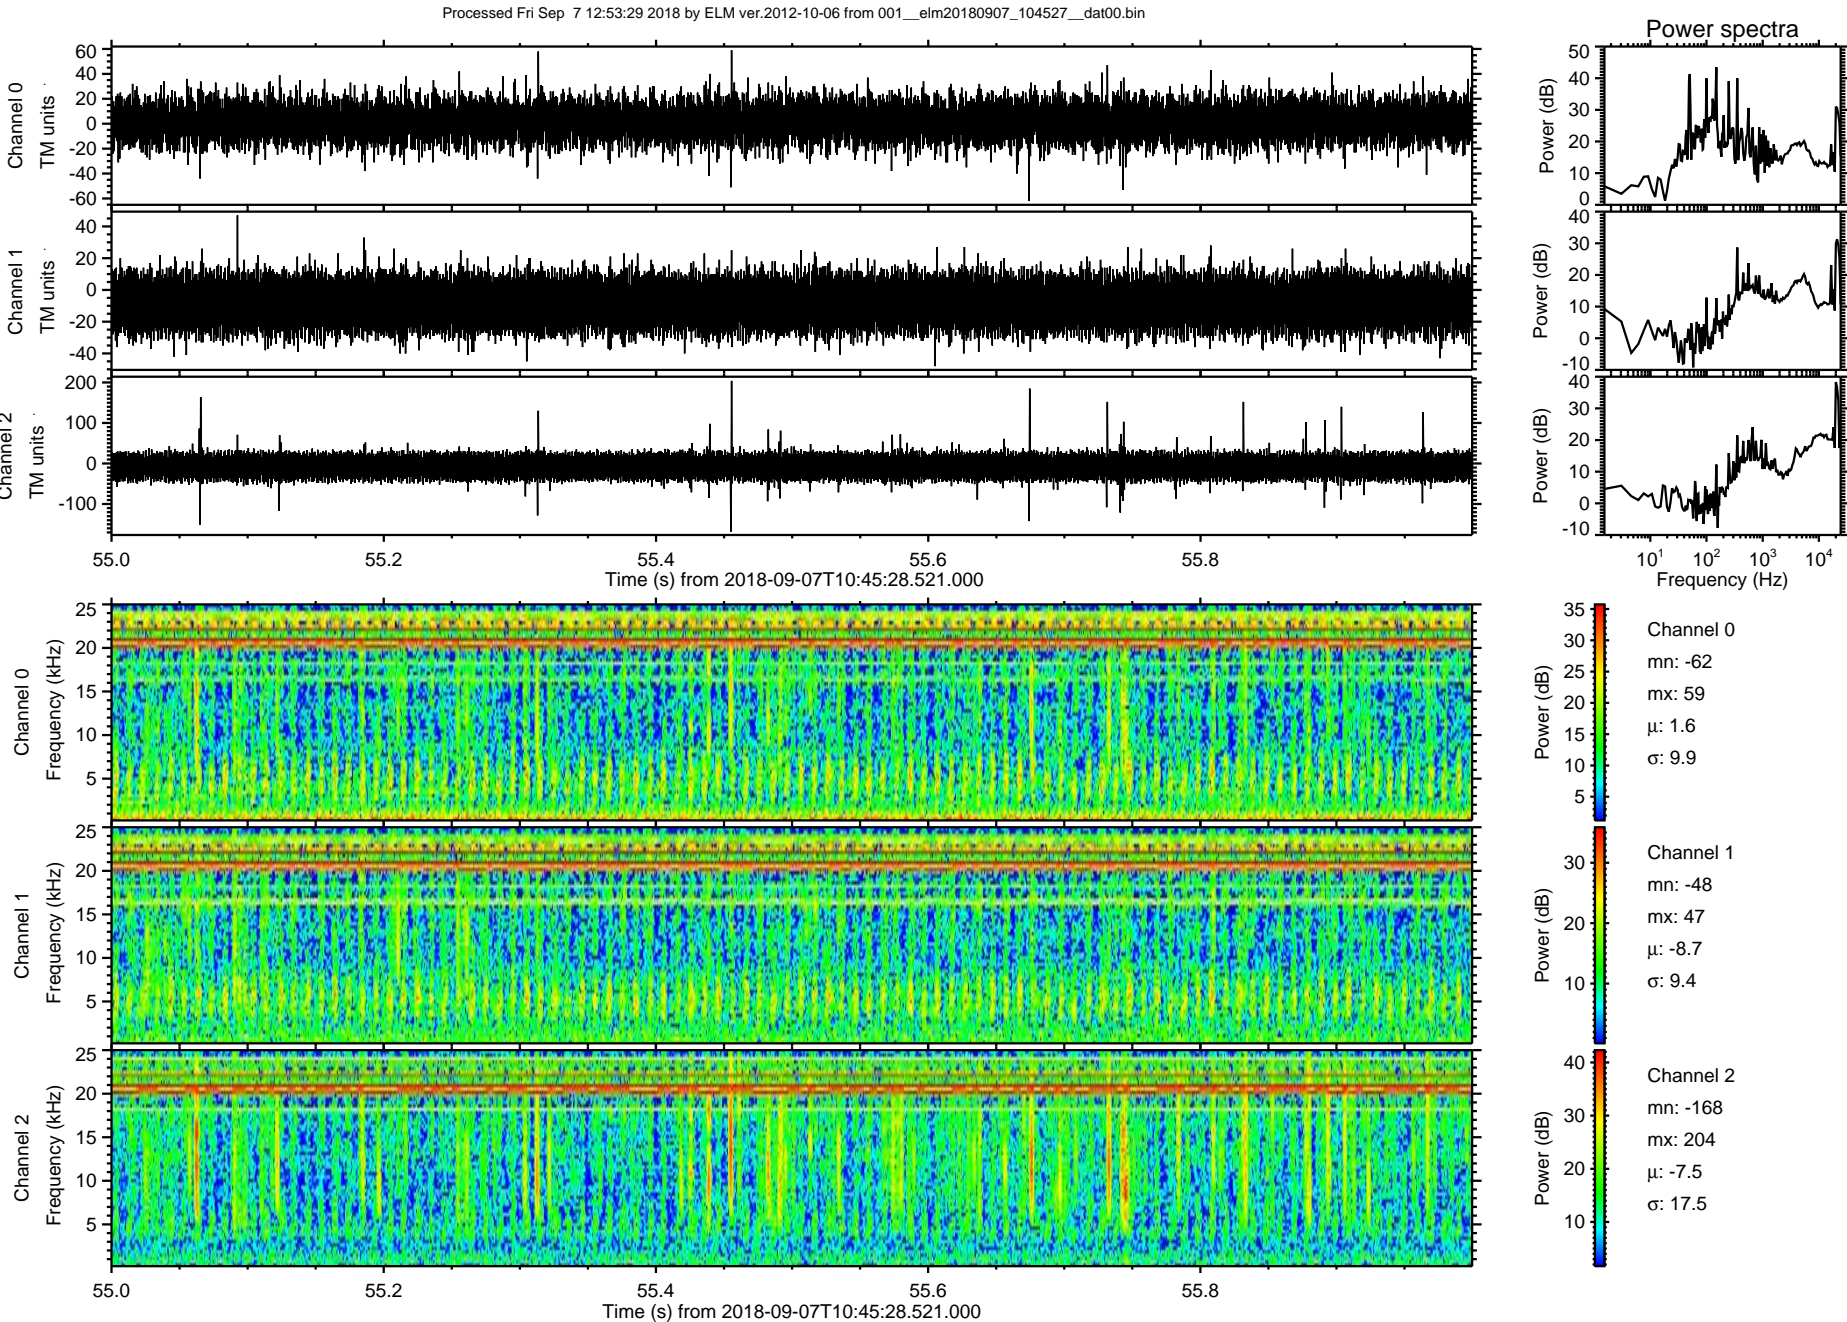 Processed Fri Sep  7 12:53:29 2018 by ELM ver.2012-10-06 from 001__elm20180907_104527__dat00.bin
Power spectra
Channel 0
TM units
60
40
20
0
-20
-40
-60
Power (dB)
50
40
30
20
10
0
Channel 1
TM units
40
20
0
-20
-40
Power (dB)
40
30
20
10
0
-10
Channel 2
TM units
200
100
0
-100
Power (dB)
40
30
20
10
0
-10
55.0 55.2 55.4 55.6 55.8
Time (s) from 2018-09-07T10:45:28.521.000
10¹ 10² 10³ 10⁴
Frequency (Hz)
Channel 0
Frequency (kHz)
25
20
15
10
5
Power (dB)
35
30
25
20
15
10
5
Channel 0
mn: -62
mx: 59
μ: 1.6
σ: 9.9
Channel 1
Frequency (kHz)
25
20
15
10
5
Power (dB)
30
20
10
Channel 1
mn: -48
mx: 47
μ: -8.7
σ: 9.4
Channel 2
Frequency (kHz)
25
20
15
10
5
Power (dB)
40
30
20
10
Channel 2
mn: -168
mx: 204
μ: -7.5
σ: 17.5
55.0 55.2 55.4 55.6 55.8
Time (s) from 2018-09-07T10:45:28.521.000